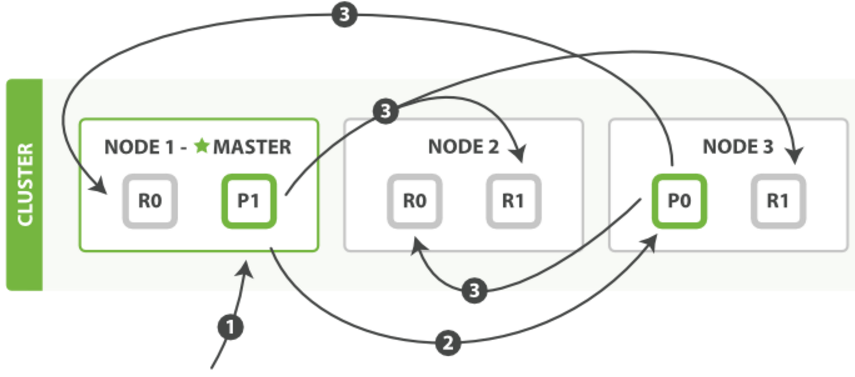 3
3
CLUSTER
NODE 1 - ★ MASTER
NODE 2
NODE 3
R0
P1
R0
R1
P0
R1
3
1
2